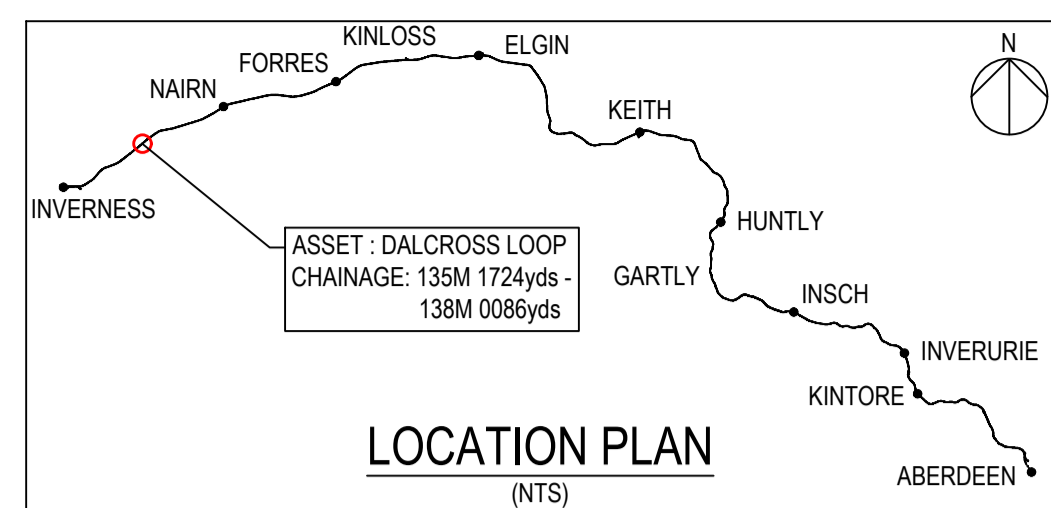 KINLOSS
ELGIN
N
FORRES
NAIRN
KEITH
INVERNESS
HUNTLY
ASSET : DALCROSS LOOP
CHAINAGE: 135M 1724yds -
138M 0086yds
GARTLY
INSCH
INVERURIE
KINTORE
LOCATION PLAN
(NTS)
ABERDEEN